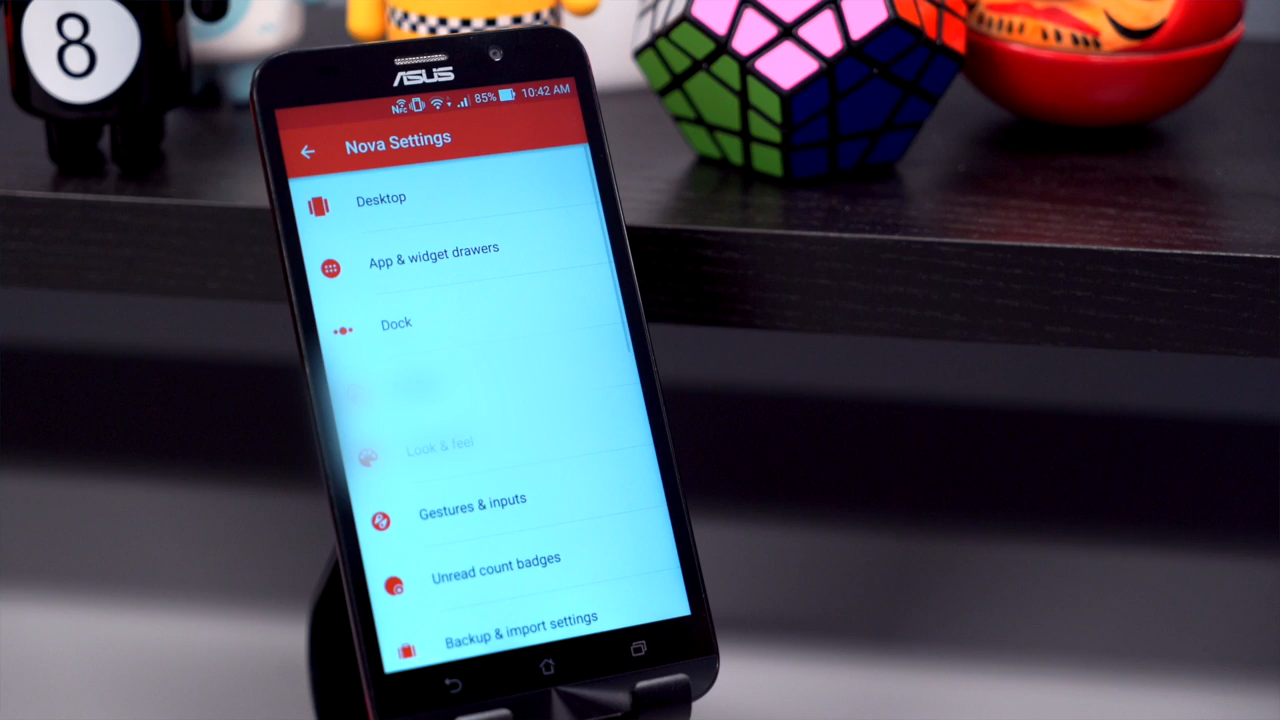 8
ASUS
NFC 85% 10:42 AM
Nova Settings
Desktop
App & widget drawers
Dock
Look & feel
Gestures & inputs
Unread count badges
Backup & import settings